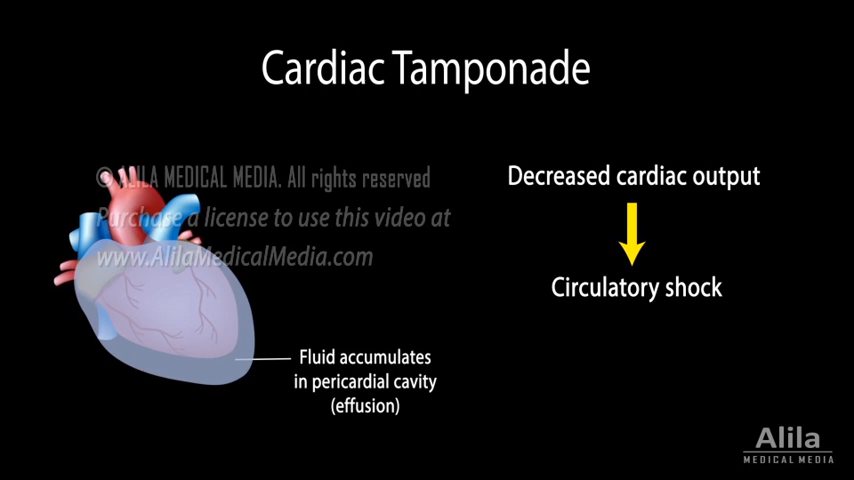 Cardiac Tamponade
© ALILA MEDICAL MEDIA. All rights reserved
Purchase a license to use this video at
www.AlilaMedicalMedia.com
Decreased cardiac output
Circulatory shock
Fluid accumulates
in pericardial cavity
(effusion)
Alila
MEDICAL MEDIA